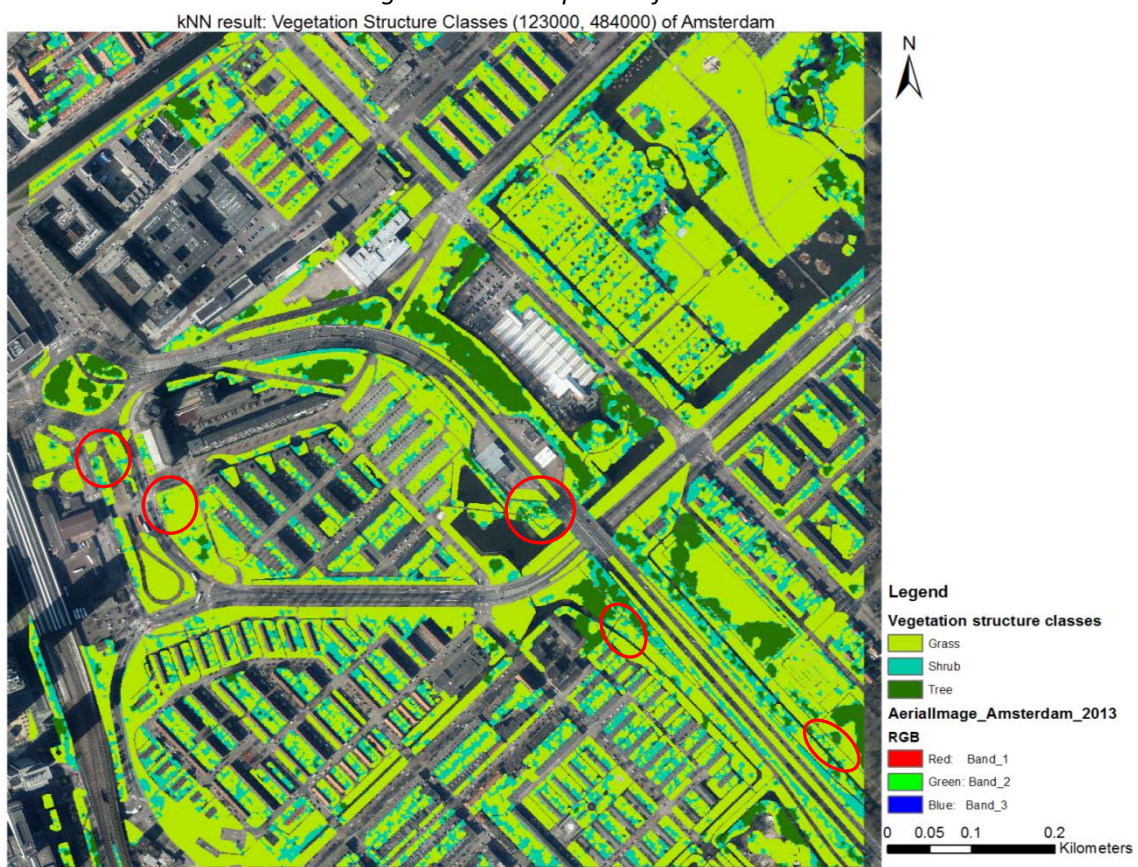 kNN result: Vegetation Structure Classes (123000, 484000) of Amsterdam
N
Legend
Vegetation structure classes
Grass
Shrub
Tree
AerialImage_Amsterdam_2013
RGB
Red: Band_1
Green: Band_2
Blue: Band_3
0 0.05 0.1 0.2
Kilometers